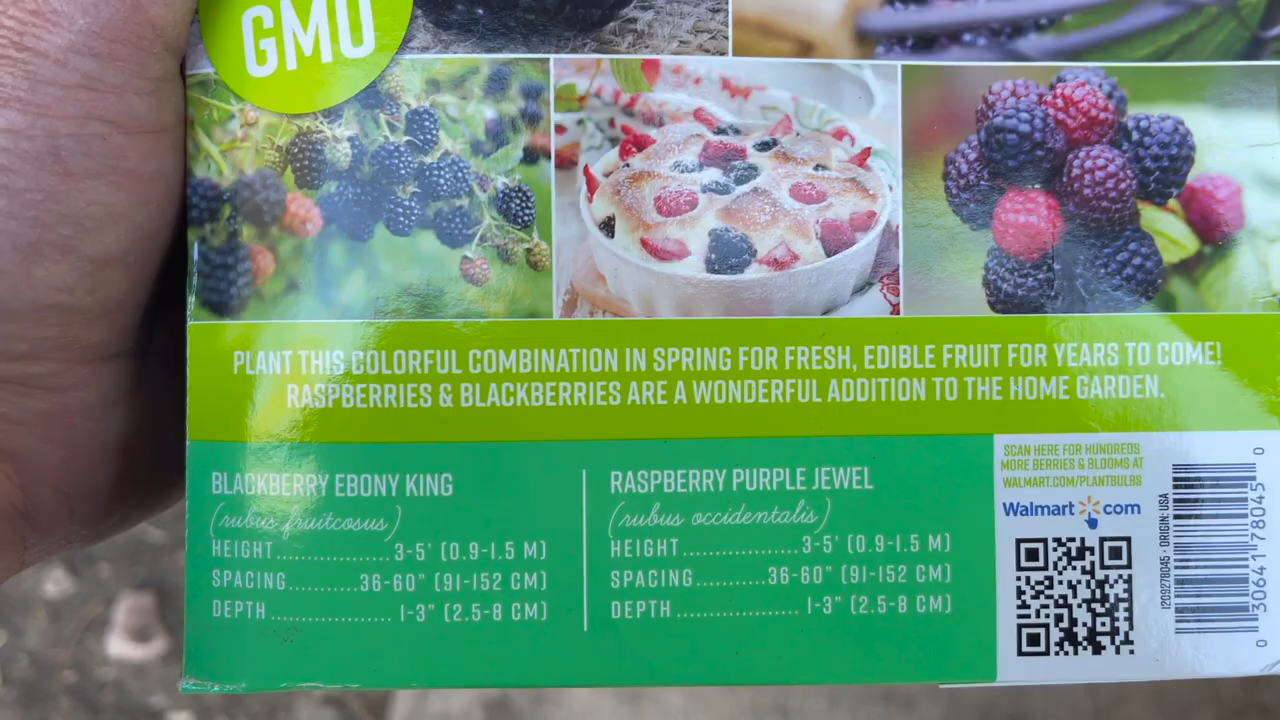 GMO
PLANT THIS COLORFUL COMBINATION IN SPRING FOR FRESH, EDIBLE FRUIT FOR YEARS TO COME!
RASPBERRIES & BLACKBERRIES ARE A WONDERFUL ADDITION TO THE HOME GARDEN.
BLACKBERRY EBONY KING
(rubus fruitcosus)
HEIGHT.................3-5' (0.9-1.5 M)
SPACING..........36-60" (91-152 CM)
DEPTH.................. 1-3" (2.5-8 CM)
RASPBERRY PURPLE JEWEL
(rubus occidentalis)
HEIGHT.................3-5' (0.9-1.5 M)
SPACING..........36-60" (91-152 CM)
DEPTH.................. 1-3" (2.5-8 CM)
SCAN HERE FOR HUNDREDS
MORE BERRIES & BLOOMS AT
WALMART.COM/PLANTBULBS
Walmart com
1209278045 · ORIGIN: USA
0 30641 78045 0